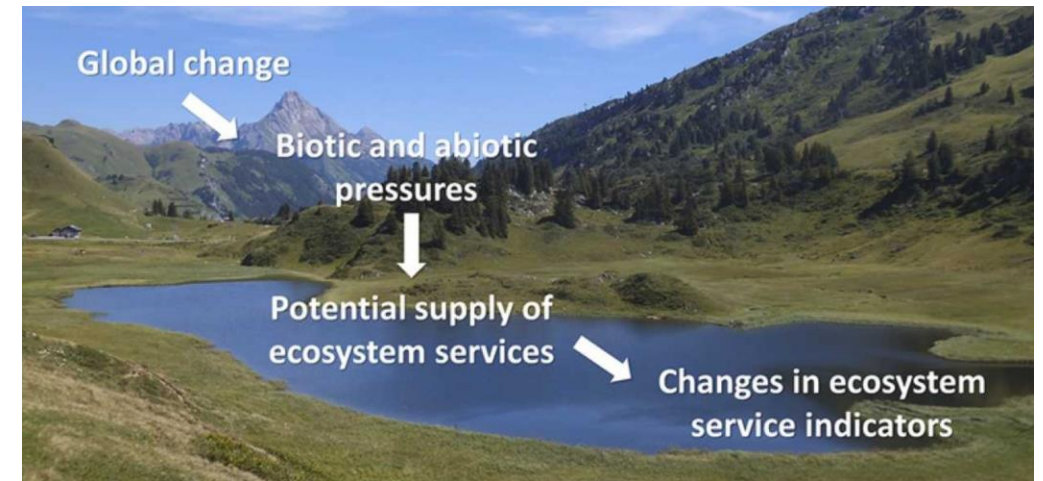 Global change
Biotic and abiotic
pressures
Potential supply of
ecosystem services
Changes in ecosystem
service indicators